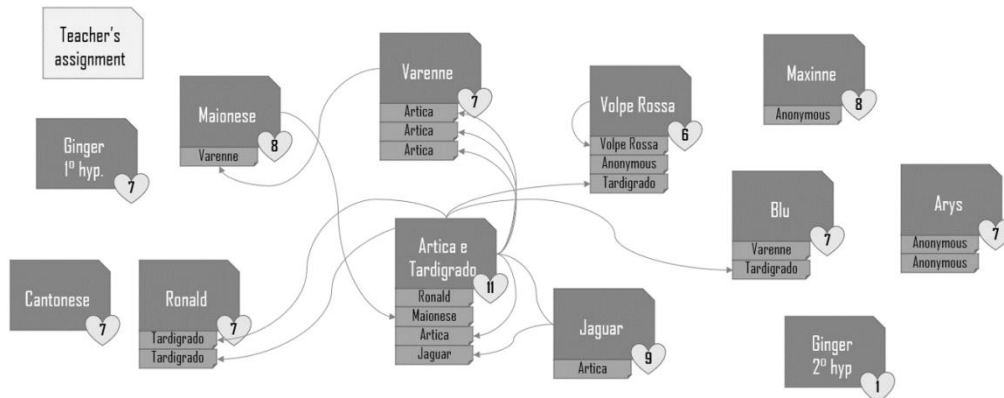 Teacher's
assignment
Ginger
1º hyp.
7
Maionese
8
Varenne
Varenne
7
Artica
Artica
Artica
Volpe Rossa
6
Volpe Rossa
Anonymous
Tardigrado
Maxinne
8
Anonymous
Cantonese
7
Ronald
7
Tardigrado
Tardigrado
Artica e
Tardigrado
11
Ronald
Maionese
Artica
Jaguar
Jaguar
9
Artica
Blu
7
Varenne
Tardigrado
Arys
7
Anonymous
Anonymous
Ginger
2º hyp
1